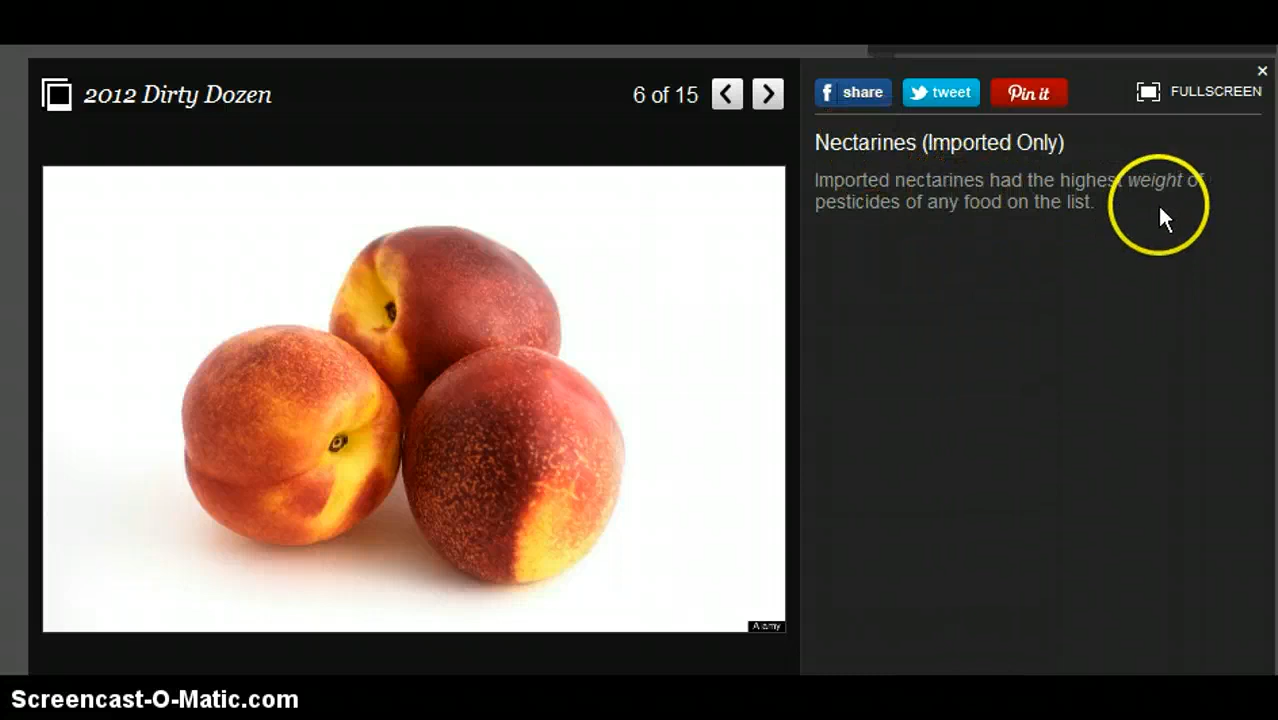 2012 Dirty Dozen
6 of 15
share
tweet
Pin it
FULLSCREEN
Nectarines (Imported Only)
Imported nectarines had the highest weight of
pesticides of any food on the list.
Alamy
Screencast-O-Matic.com